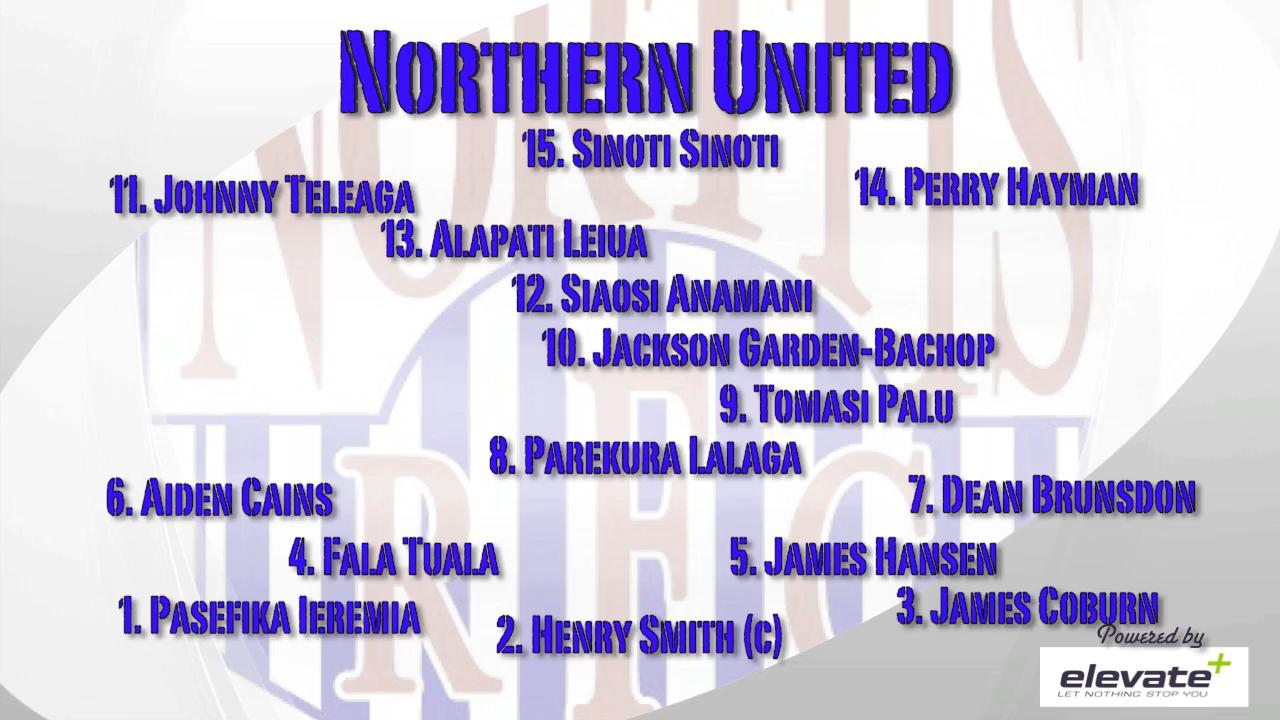 Northern United
15. Sinoti Sinoti
11. Johnny Teleaga
14. Perry Hayman
13. Alapati Leiua
12. Siaosi Anamani
10. Jackson Garden-Bachop
9. Tomasi Palu
8. Parekura Lalaga
6. Aiden Cains
7. Dean Brunsdon
4. Fala Tuala
5. James Hansen
1. Pasefika Ieremia
2. Henry Smith (c)
3. James Coburn
Powered by
elevate+
LET NOTHING STOP YOU
NORTHS
RFC